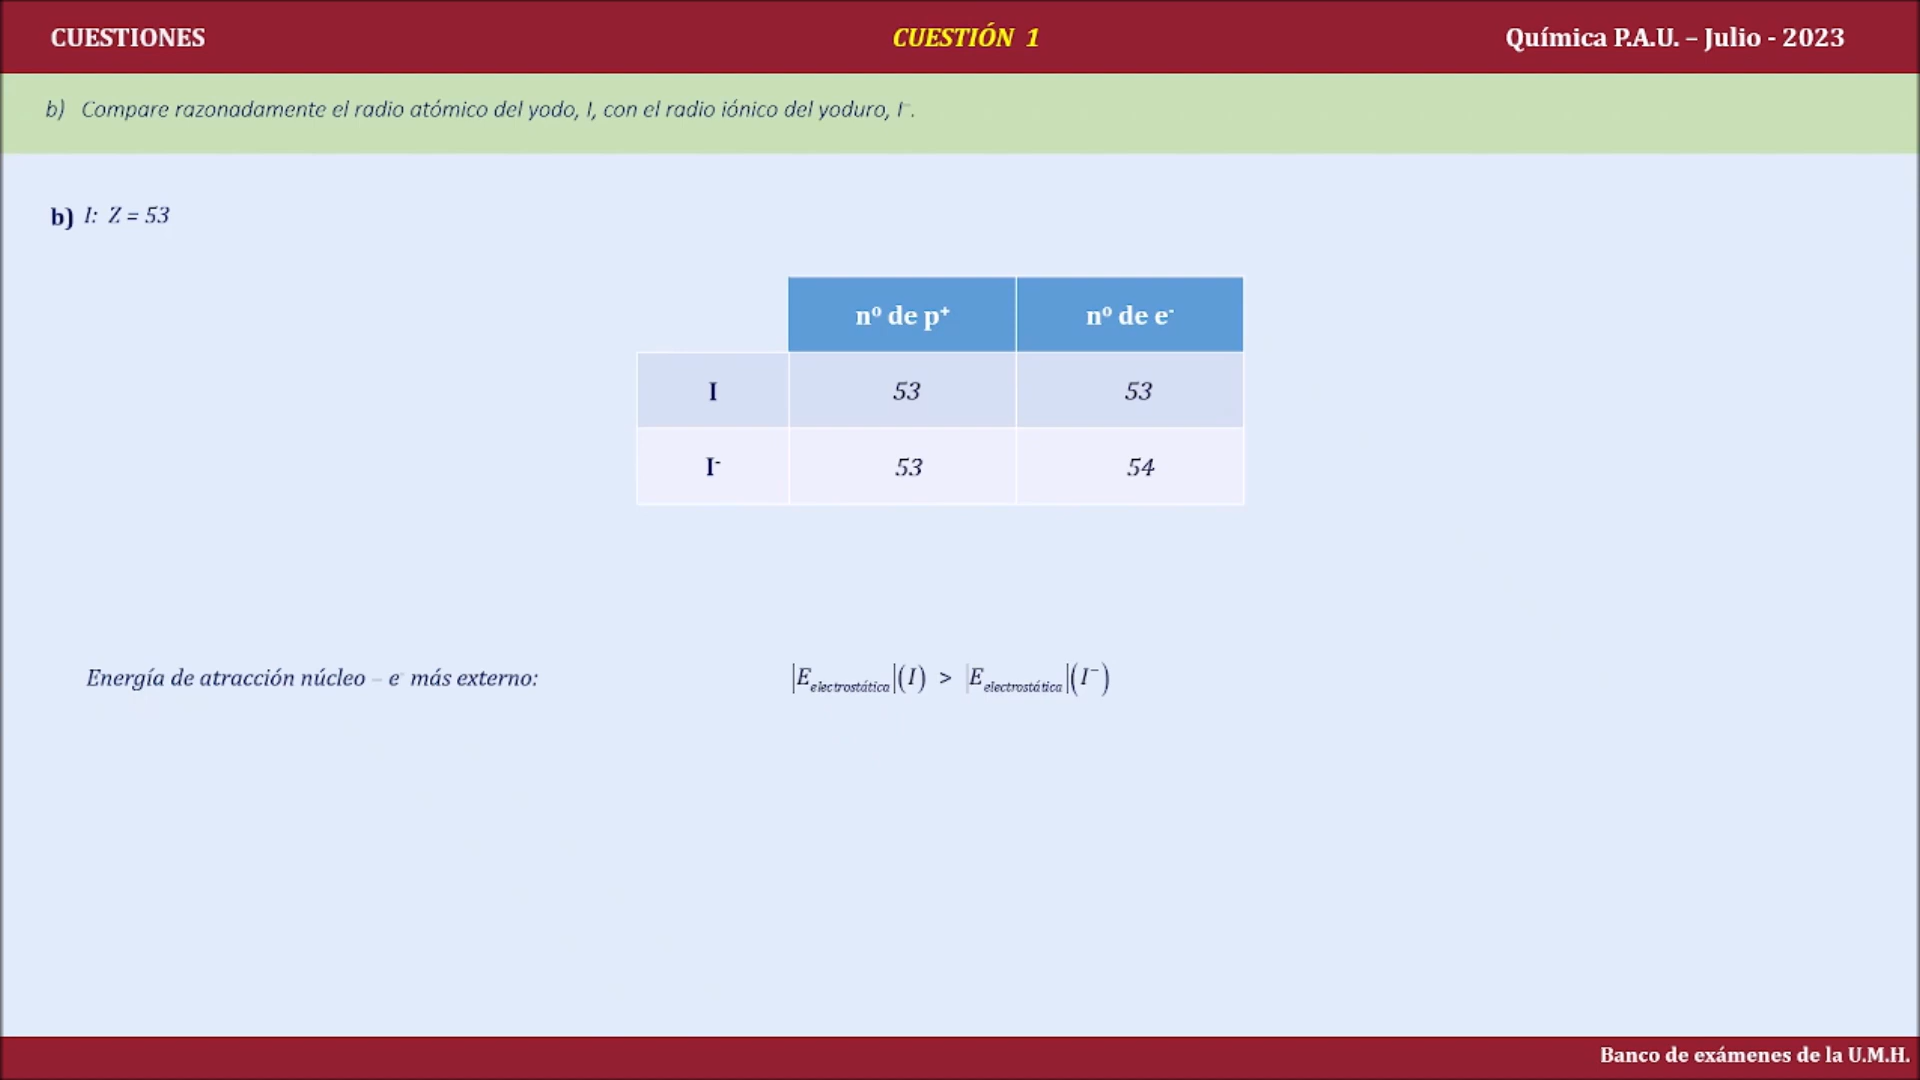 CUESTIONES
CUESTIÓN 1
Química P.A.U. – Julio - 2023
b) Compare razonadamente el radio atómico del yodo, I, con el radio iónico del yoduro, I⁻.
b) I: Z = 53
nº de p⁺ nº de e⁻
I 53 53
I⁻ 53 54
Energía de atracción núcleo – e⁻ más externo: |E_electrostática|(I) > |E_electrostática|(I⁻)
Banco de exámenes de la U.M.H.